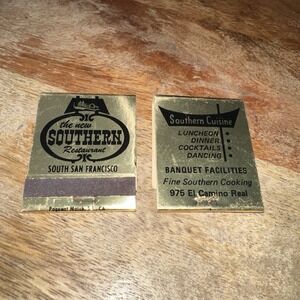 the new
SOUTHERN
Restaurant
SOUTH SAN FRANCISCO
Southern Cuisine
LUNCHEON
DINNER
COCKTAILS
DANCING
BANQUET FACILITIES
Fine Southern Cooking
975 El Camino Real